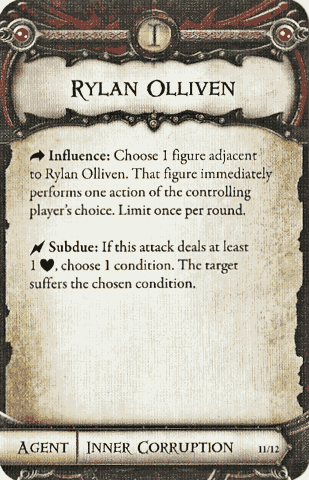 I
RYLAN OLLIVEN
Influence: Choose 1 figure adjacent
to Rylan Olliven. That figure immediately
performs one action of the controlling
player's choice. Limit once per round.
Subdue: If this attack deals at least
1 ♥, choose 1 condition. The target
suffers the chosen condition.
AGENT INNER CORRUPTION 11/12